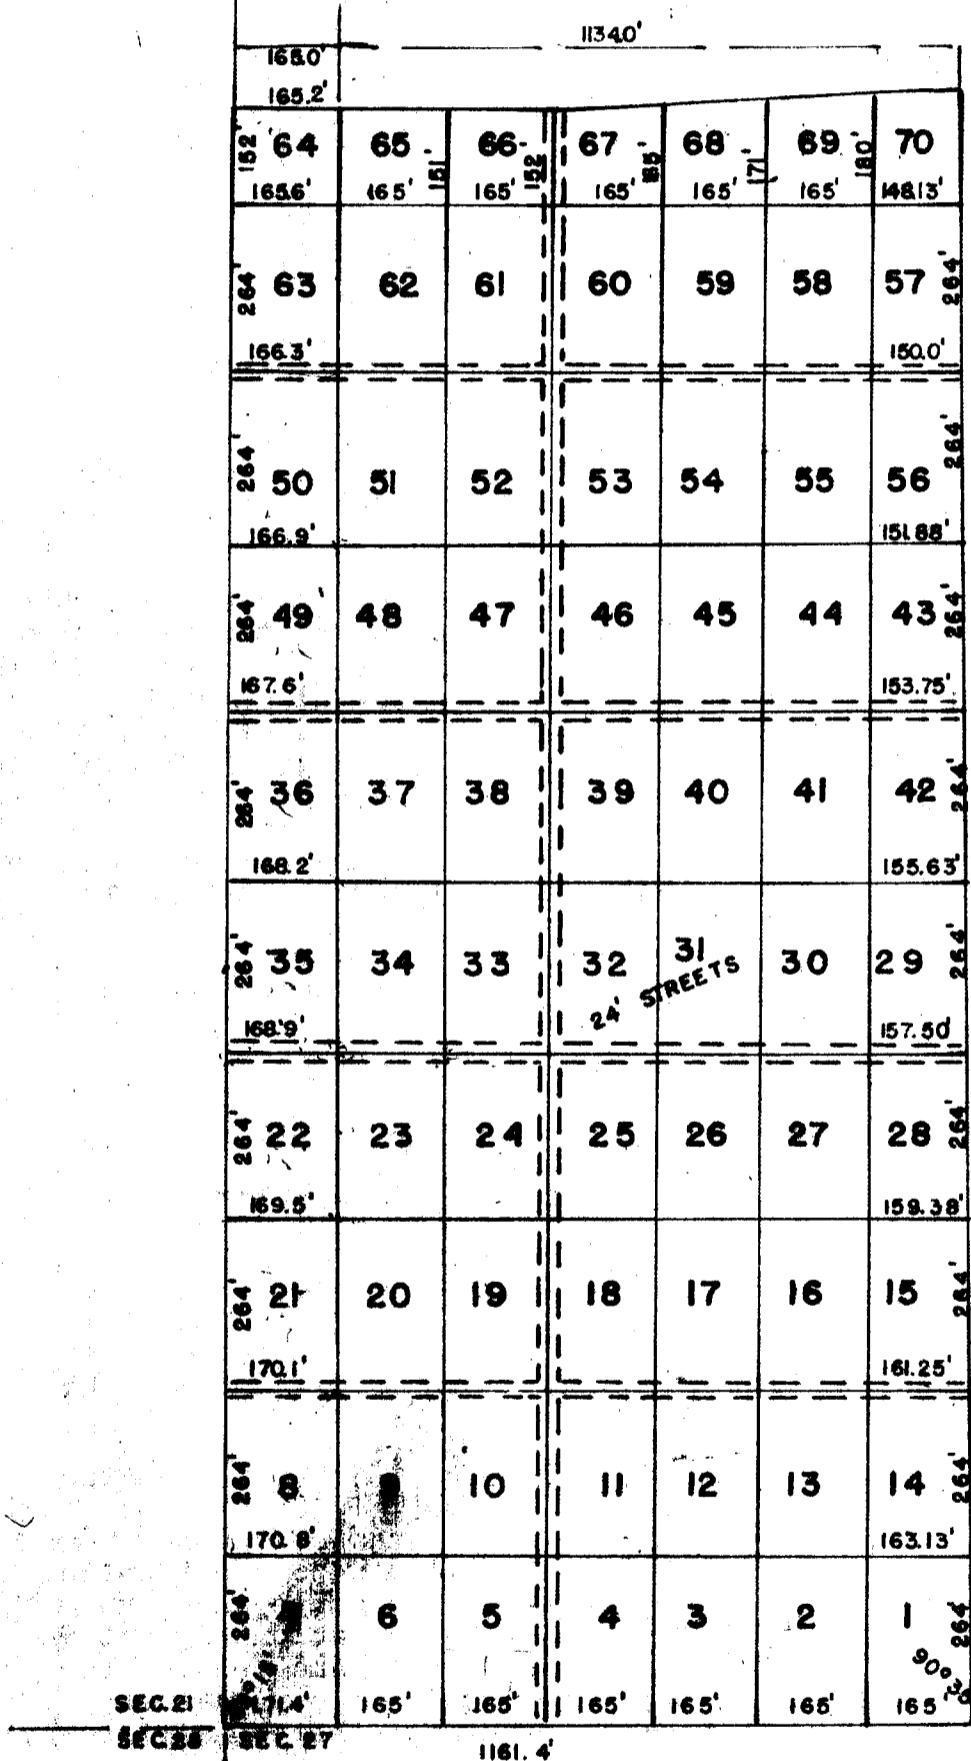 1134.0'
165.0'
165.2'
152' 64 65 151' 66 152 67 165' 68 171' 69 180' 70
165.6' 165' 165' 165' 165' 165' 148.13'
264' 63 62 61 60 59 58 57 264'
166.3' 150.0'
264' 50 51 52 53 54 55 56 264'
166.9' 151.88'
264' 49 48 47 46 45 44 43 264'
167.6' 153.75'
264' 36 37 38 39 40 41 42 264'
168.2' 155.63'
264' 35 34 33 32 31 30 29 264'
24' STREETS
168.9' 157.50
264' 22 23 24 25 26 27 28 264'
169.5' 159.38'
264' 21 20 19 18 17 16 15 264'
170.1' 161.25'
264' 8 9 10 11 12 13 14 264'
170.8' 163.13'
264' 6 5 4 3 2 1 264'
SEC. 21 171.4' 165' 165' 165' 165' 165' 165
SEC 28 SEC. 27
1161.4'